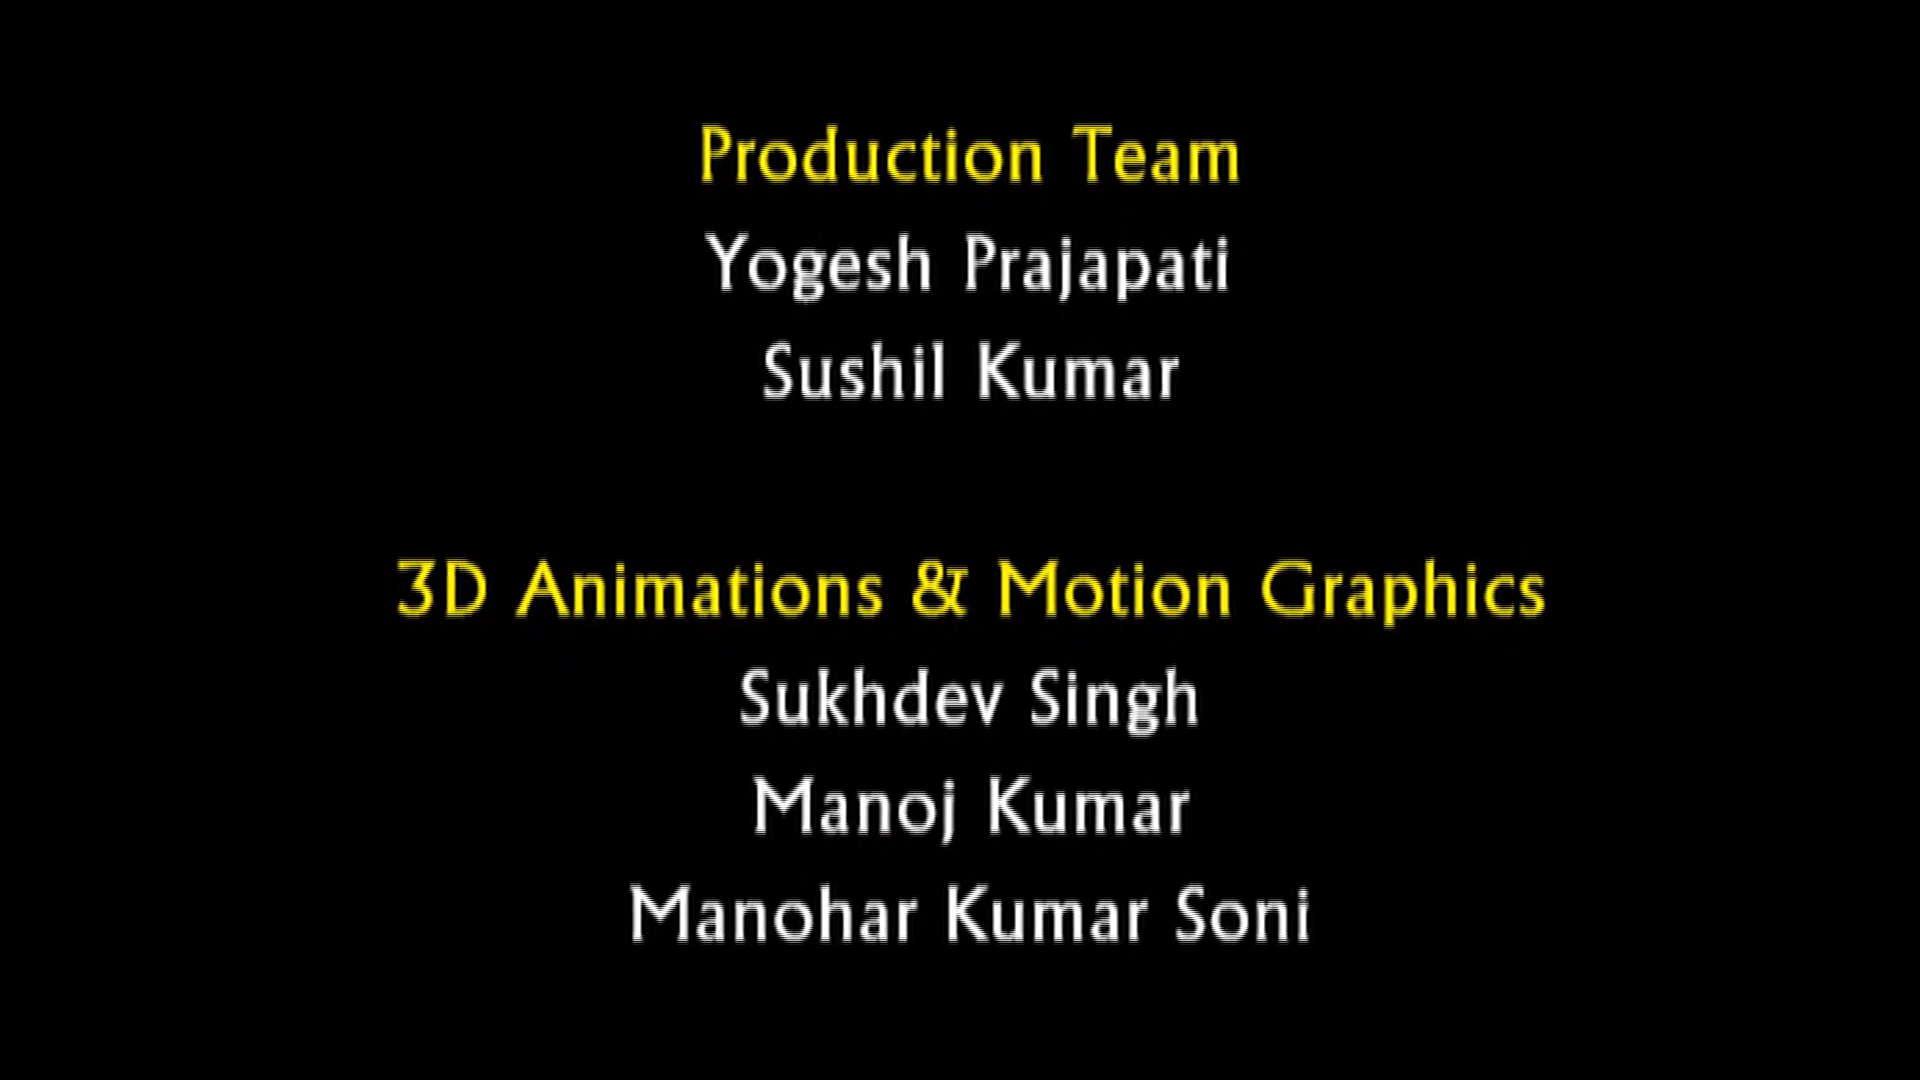 Production Team
Yogesh Prajapati
Sushil Kumar
3D Animations & Motion Graphics
Sukhdev Singh
Manoj Kumar
Manohar Kumar Soni